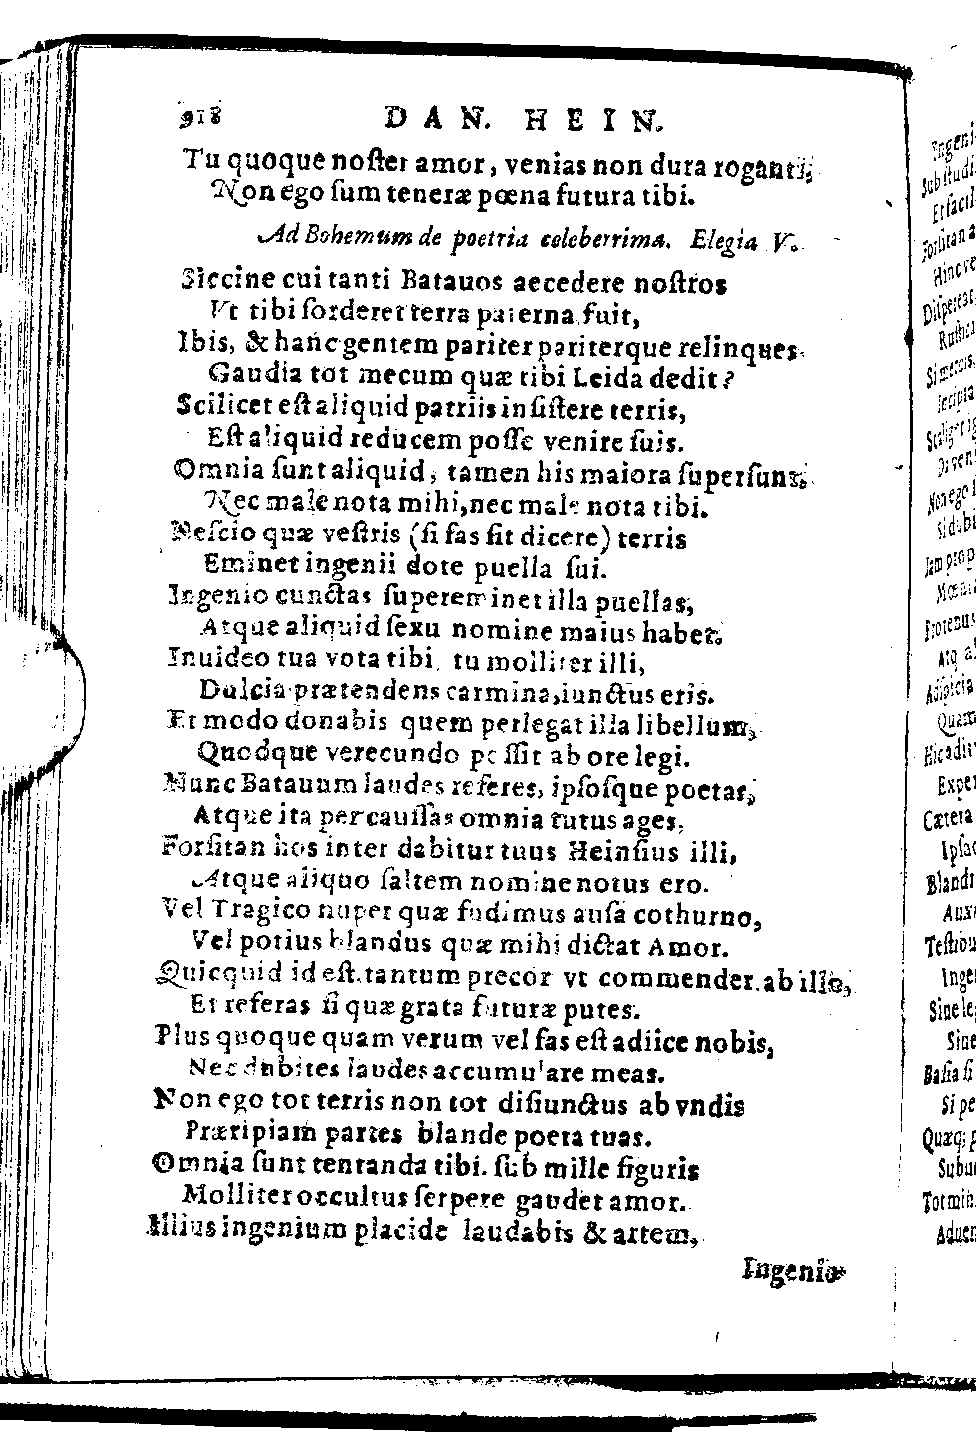 918 DAN. HEIN.
Tu quoque noſter amor, venias non dura roganti,
Non ego ſum teneræ pœna futura tibi.
Ad Bohemum de poetria celeberrima. Elegia V.
Siccine cui tanti Batauos accedere noſtros
Vt tibi ſorderet terra paterna fuit,
Ibis, & hanc gentem pariter pariterque relinques
Gaudia tot mecum quæ tibi Leida dedit?
Scilicet eſt aliquid patriis inſiſtere terris,
Eſt aliquid reducem poſſe venire ſuis.
Omnia ſunt aliquid, tamen his maiora ſuperſunt,
Nec male nota mihi, nec male nota tibi.
Neſcio quæ veſtris (ſi fas ſit dicere) terris
Eminet ingenii dote puella ſui.
Ingenio cunctas ſupereminet illa puellas,
Atque aliquid ſexu nomine maius habet.
Inuideo tua vota tibi, tu molliter illi,
Dulcia prætendens carmina, iunctus eris.
Et modo donabis quem perlegat illa libellum,
Quodque verecundo poſſit ab ore legi.
Nunc Batauum laudes referes, ipſoſque poetas,
Atque ita per cauſſas omnia tutus ages.
Forſitan hos inter dabitur tuus Heinſius illi,
Atque aliquo ſaltem nomine notus ero.
Vel Tragico nuper quæ fudimus auſa cothurno,
Vel potius blandus quæ mihi dictat Amor.
Quicquid id eſt. tantum precor vt commender ab illo,
Et referas ſi quæ grata futuræ putes.
Plus quoque quam verum vel fas eſt adiice nobis,
Nec dubites laudes accumulare meas.
Non ego tot terris non tot diſiunctus ab vndis
Præripiam partes blande poeta tuas.
Omnia ſunt tentanda tibi. ſub mille figuris
Molliter occultus ſerpere gaudet amor.
Illius ingenium placide laudabis & artem,
Ingenio